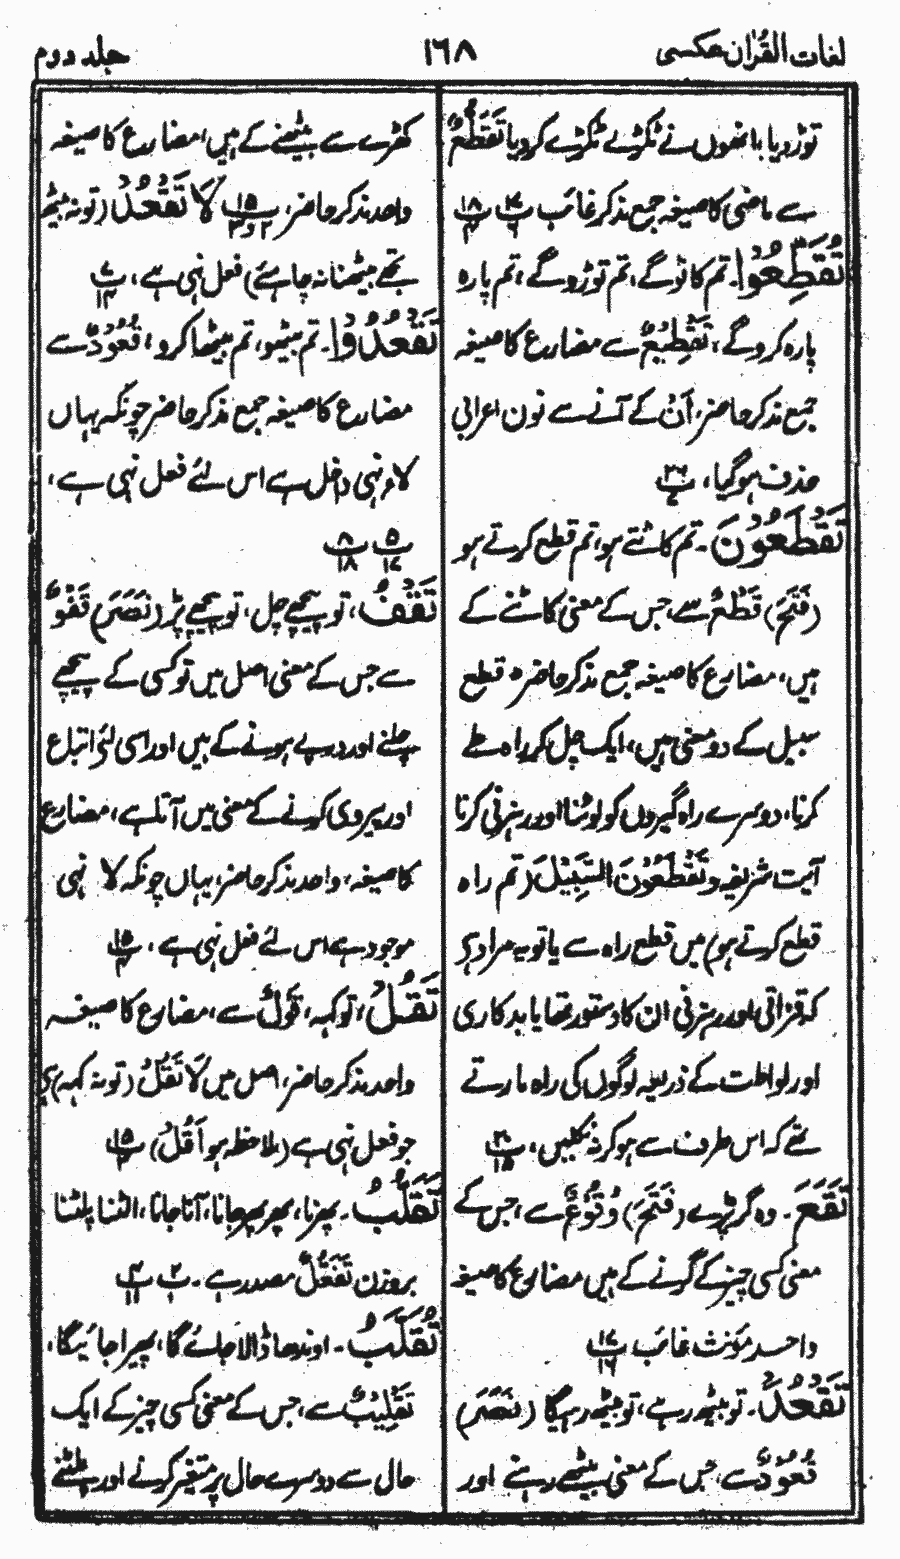 لغات القرآن عکسی
۱۶۸
جلد دوم
توڑ دیا یا انھوں نے ٹکڑے ٹکڑے کردیا تَقَطُّعٌ
سے ماضی کا صیغہ جمع مذکر غائب
تُقَطِّعُوا۔ تم کاٹو گے، تم توڑو گے، تم پارہ
پارہ کرو گے، تَقْطِیْعٌ سے مضارع کا صیغہ
جمع مذکر حاضر، اَنْ کے آنے سے نون اعرابی
حذف ہوگیا،
تَقْطَعُوْنَ۔ تم کاٹتے ہو، تم قطع کرتے ہو
(فَتَحَ) قَطْعٌ سے، جس کے معنی کاٹنے کے
ہیں، مضارع کا صیغہ جمع مذکر حاضر، قطع
سبیل کے دو معنی ہیں، ایک چل کر راہ طے
کرنا، دوسرے راہ گیروں کو لوٹنا اور رہزنی کرنا
آیت شریفہ وَتَقْطَعُوْنَ السَّبِیْلَ (تم راہ
قطع کرتے ہو) میں قطع راہ سے یا تو یہ مراد ہے
کہ قزاقی اور رہزنی ان کا دستور تھا یا بدکاری
اور لواطت کے ذریعہ لوگوں کی راہ مارتے
تھے کہ اس طرف سے ہوکر نہ نکلیں،
تَقَعَ۔ وہ گر پڑے (فَتَحَ) وُقُوْعٌ سے، جس کے
معنی کسی چیز کے گرنے کے ہیں مضارع کا صیغہ
واحد مؤنث غائب
تَقْعُدَ۔ تو بیٹھ رہے، تو بیٹھ رہیگا (نَصَرَ)
قُعُوْدٌ سے، جس کے معنی بیٹھے رہنے اور
کھڑے سے بیٹھنے کے ہیں، مضارع کا صیغہ
واحد مذکر حاضر، لَا تَقْعُدْ (تو نہ بیٹھ
تجھے بیٹھنا نہ چاہئے) فعل نہی ہے،
تَقْعُدُوْا۔ تم بیٹھو، تم بیٹھا کرو، قُعُوْدٌ سے
مضارع کا صیغہ جمع مذکر حاضر چونکہ یہاں
لاء نہی داخل ہے اس لئے فعل نہی ہے،
تَقْفُ، تو پیچھے چل، تو پیچھے پڑ (نَصَرَ) قَفْوٌ
سے جس کے معنی اصل میں تو کسی کے پیچھے
چلنے اور درپے ہونے کے ہیں اور اسی لئے اتباع
اور پیروی کرنے کے معنی میں آتا ہے، مضارع
کا صیغہ، واحد مذکر حاضر، یہاں چونکہ لا نہی
موجود ہے اس لئے فعل نہی ہے،
تَقُلْ، تو کہہ، قَوْلٌ سے، مضارع کا صیغہ
واحد مذکر حاضر، اصل میں لَا تَقُلْ (تو نہ کہہ) ہے
جو فعل نہی ہے (ملاحظہ ہو اَقُلْ)
تَقَلُّبَ۔ پھرنا، پھر پھر جانا، آنا جانا، الٹنا پلٹنا
بروزن تَفَعُّلٌ مصدر ہے۔
تُقَلَّبُ۔ اوندھا ڈالا جائے گا، پھیرا جائیگا،
تَقْلِیْبٌ سے، جس کے معنی کسی چیز کے ایک
حال سے دوسرے حال پر متغیر کرنے اور پلٹنے